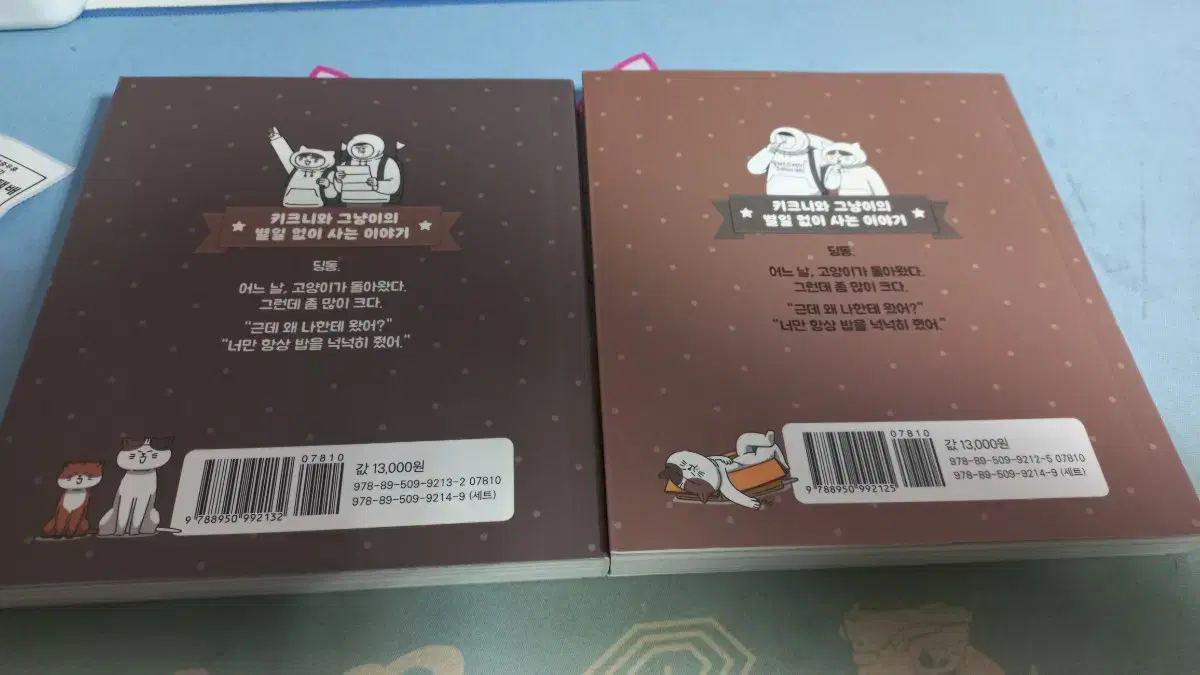 키크니와 그냥이의
별일 없이 사는 이야기
딩동.
어느 날, 고양이가 돌아왔다.
그런데 좀 많이 크다.
"근데 왜 나한테 왔어?"
"너만 항상 밥을 넉넉히 줬어."
07810
값 13,000원
978-89-509-9213-2 07810
978-89-509-9214-9 (세트)
9 788950 992132
키크니와 그냥이의
별일 없이 사는 이야기
딩동.
어느 날, 고양이가 돌아왔다.
그런데 좀 많이 크다.
"근데 왜 나한테 왔어?"
"너만 항상 밥을 넉넉히 줬어."
07810
값 13,000원
978-89-509-9212-5 07810
978-89-509-9214-9 (세트)
9 788950 992125